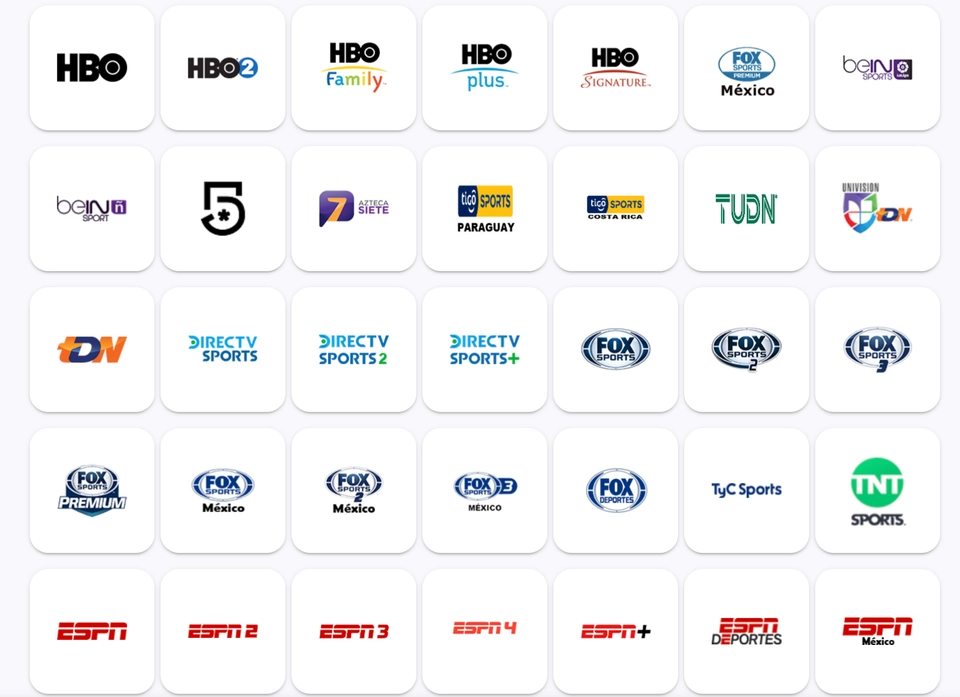 HBO
HBO2
HBO
Family
HBO
plus
HBO
SIGNATURE
FOX
SPORTS
PREMIUM
México
beIN
SPORTS
LaLiga
beIN ñ
SPORT
5
7 AZTECA
SIETE
tigo SPORTS
PARAGUAY
tigo SPORTS
COSTA RICA
TUDN
UNIVISION
tDN
tDN
DIRECTV
SPORTS
DIRECTV
SPORTS 2
DIRECTV
SPORTS+
FOX
SPORTS
FOX
SPORTS
2
FOX
SPORTS
3
FOX
SPORTS
PREMIUM
FOX
SPORTS
México
FOX
SPORTS
2
México
FOX
SPORTS 3
MÉXICO
FOX
DEPORTES
TyC Sports
TNT
SPORTS
ESPN
ESPN 2
ESPN 3
ESPN 4
ESPN+
ESPN
DEPORTES
ESPN
México